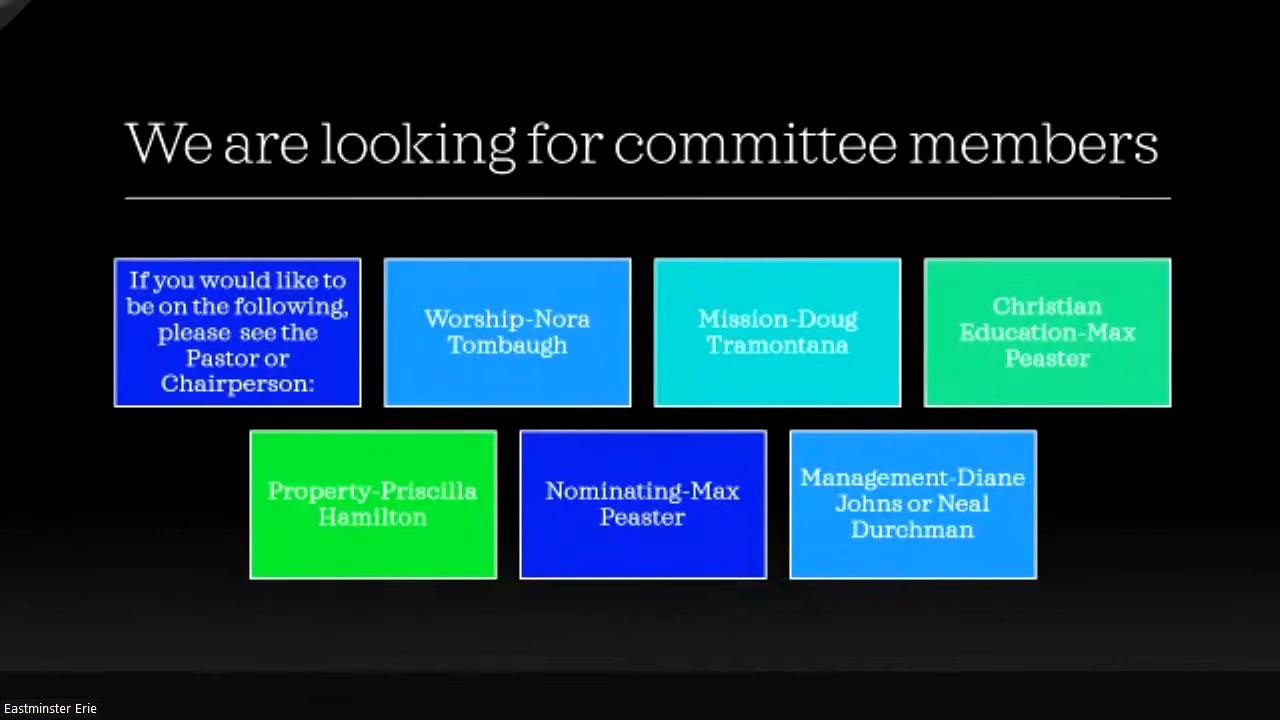 We are looking for committee members
If you would like to
be on the following,
please see the
Pastor or
Chairperson:
Worship-Nora
Tombaugh
Mission-Doug
Tramontana
Christian
Education-Max
Peaster
Property-Priscilla
Hamilton
Nominating-Max
Peaster
Management-Diane
Johns or Neal
Durchman
Eastminster Erie